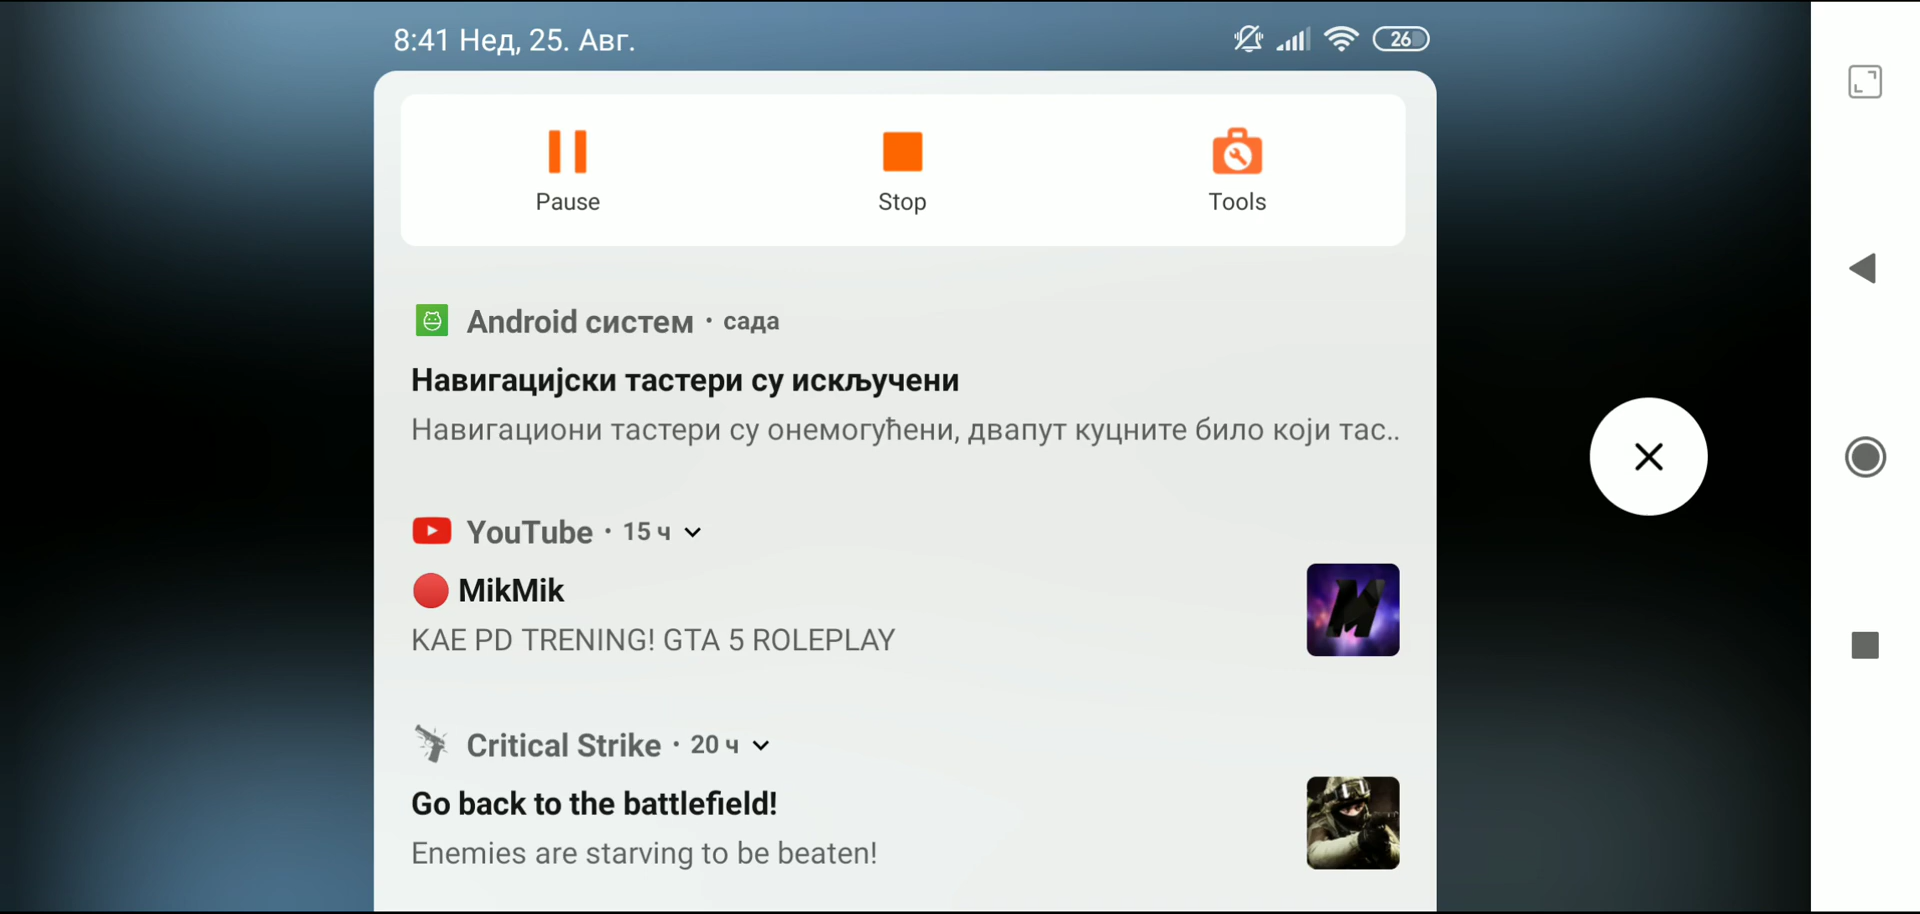 8:41 Нед, 25. Авг.
26
Pause
Stop
Tools
Android систем · сада
Навигацијски тастери су искључени
Навигациони тастери су онемогућени, двапут куцните било који тас..
YouTube · 15 ч
MikMik
KAE PD TRENING! GTA 5 ROLEPLAY
M
Critical Strike · 20 ч
Go back to the battlefield!
Enemies are starving to be beaten!